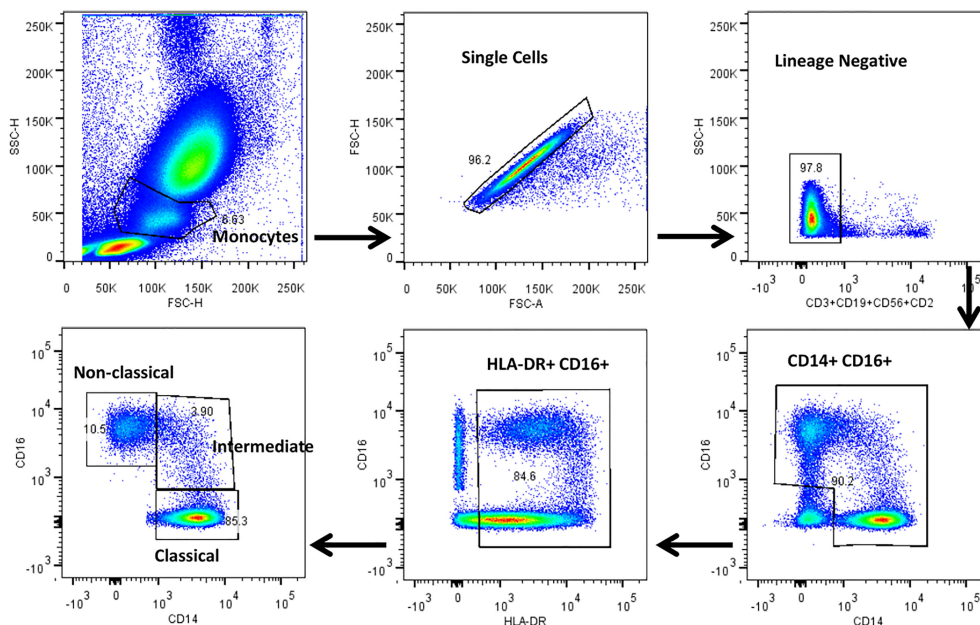 250K
200K
150K
100K
50K
0
SSC-H
6.63
Monocytes
0 50K 100K 150K 200K 250K
FSC-H
Single Cells
250K
200K
150K
100K
50K
0
FSC-H
96.2
0 50K 100K 150K 200K 250K
FSC-A
Lineage Negative
250K
200K
150K
100K
50K
0
SSC-H
97.8
-10³ 0 10³ 10⁴ 10⁵
CD3+CD19+CD56+CD2
Non-classical
10⁵
10⁴
10³
-10³
CD16
10.5
3.90
Intermediate
85.3
Classical
-10³ 0 10³ 10⁴ 10⁵
CD14
HLA-DR+ CD16+
10⁵
10⁴
10³
-10³
CD16
84.6
-10³ 0 10³ 10⁴ 10⁵
HLA-DR
CD14+ CD16+
10⁵
10⁴
10³
-10³
CD16
90.2
-10³ 0 10³ 10⁴ 10⁵
CD14